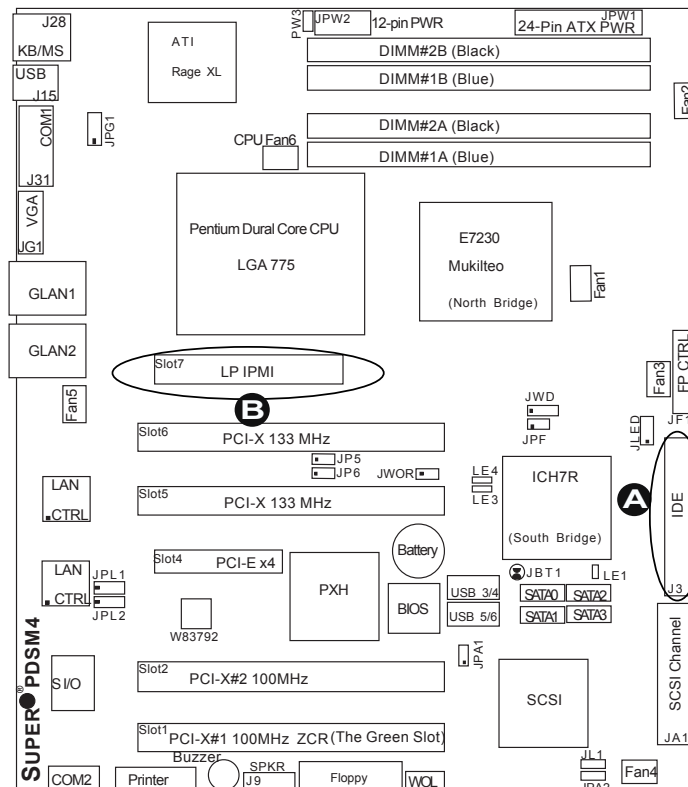 J28
KB/MS
USB
J15
COM1
J31
VGA
JG1
GLAN1
GLAN2
Fan5
ATI
Rage XL
JPG1
PW3
JPW2
12-pin PWR
JPW1
24-Pin ATX PWR
DIMM#2B (Black)
DIMM#1B (Blue)
DIMM#2A (Black)
DIMM#1A (Blue)
Fan2
CPU Fan6
Pentium Dural Core CPU
LGA 775
E7230
Mukilteo
(North Bridge)
Fan1
Slot7
LP IPMI
B
Fan3
FP CTRL
JF1
JLED
JWD
JPF
Slot6
PCI-X 133 MHz
JP5
JP6
JWOR
LE4
LE3
ICH7R
(South Bridge)
A
IDE
J3
LAN
CTRL
Slot5
PCI-X 133 MHz
Slot4
PCI-E x4
PXH
Battery
BIOS
USB 3/4
USB 5/6
JBT1
LE1
SATA0
SATA2
SATA1
SATA3
LAN
CTRL
JPL1
JPL2
W83792
JPA1
SCSI
SCSI Channel
JA1
S I/O
Slot2
PCI-X#2 100MHz
Slot1
PCI-X#1 100MHz ZCR (The Green Slot)
SUPER® PDSM4
COM2
Printer
Buzzer
SPKR
J9
Floppy
WOL
JL1
JPA2
Fan4